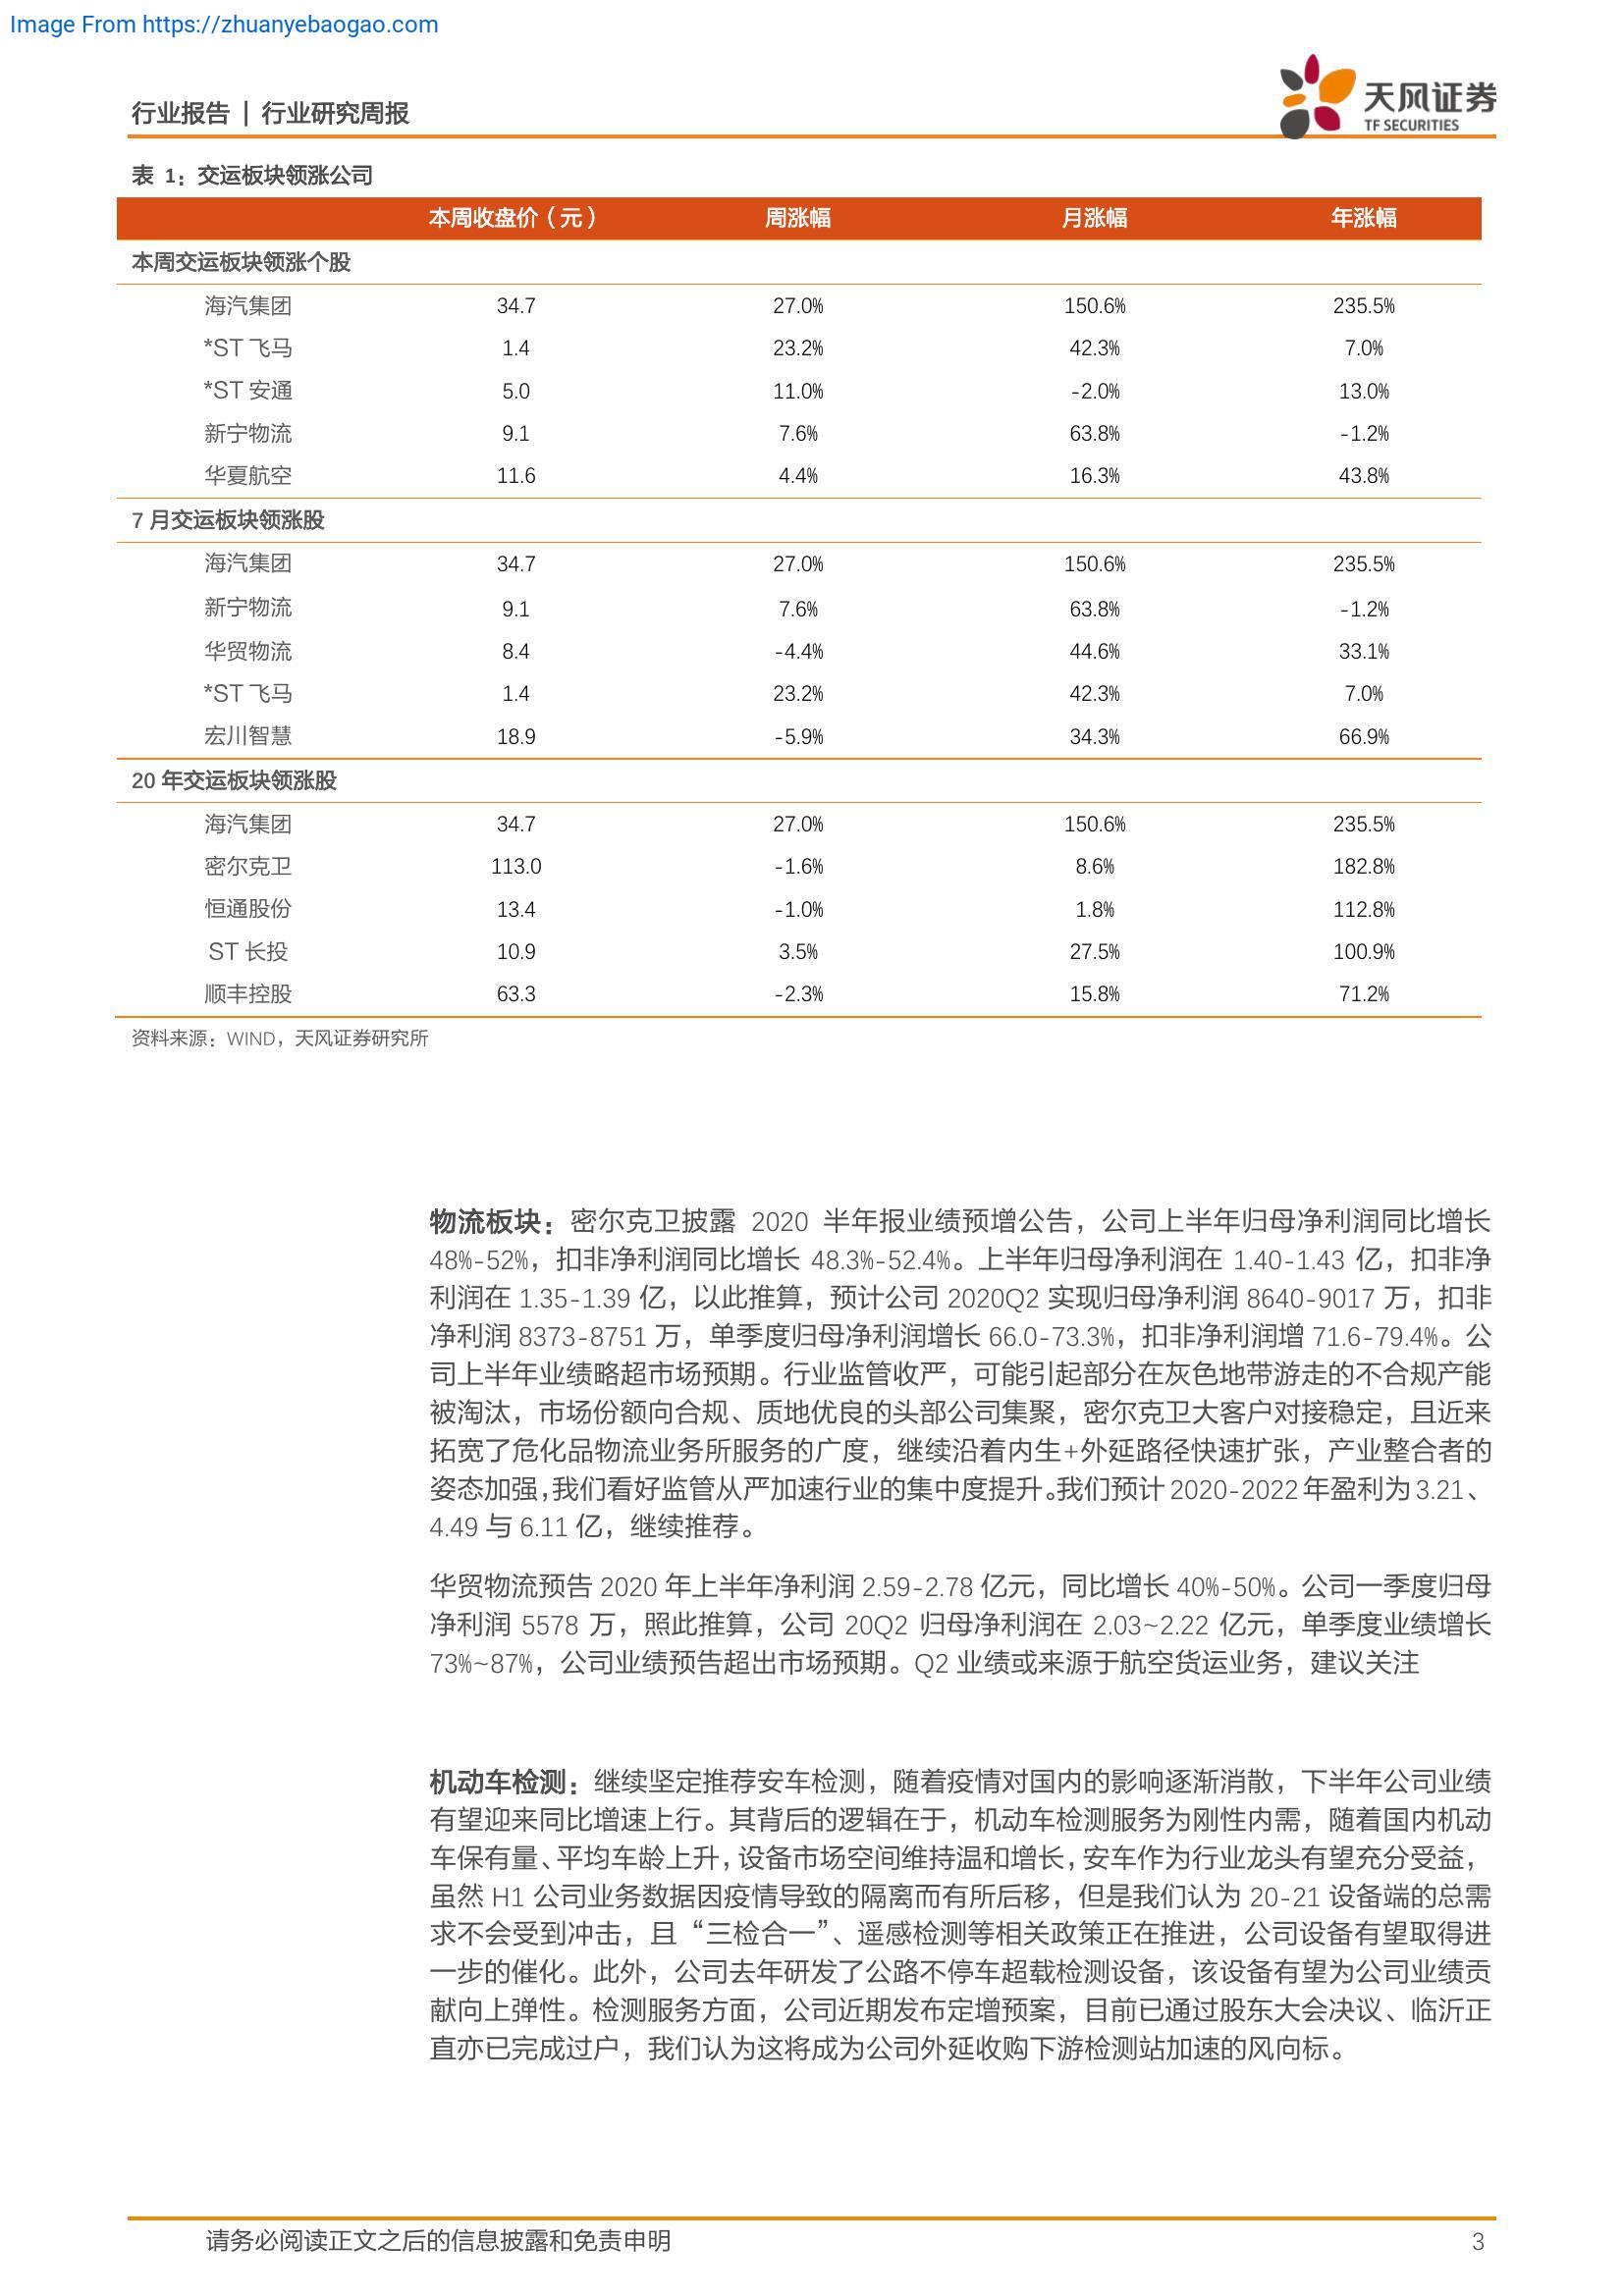 Image From https://zhuanyebaogao.com
行业报告 | 行业研究周报
天风证券
TF SECURITIES
表 1：交运板块领涨公司
本周收盘价（元） 周涨幅 月涨幅 年涨幅
本周交运板块领涨个股
海汽集团 34.7 27.0% 150.6% 235.5%
*ST 飞马 1.4 23.2% 42.3% 7.0%
*ST 安通 5.0 11.0% -2.0% 13.0%
新宁物流 9.1 7.6% 63.8% -1.2%
华夏航空 11.6 4.4% 16.3% 43.8%
7 月交运板块领涨股
海汽集团 34.7 27.0% 150.6% 235.5%
新宁物流 9.1 7.6% 63.8% -1.2%
华贸物流 8.4 -4.4% 44.6% 33.1%
*ST 飞马 1.4 23.2% 42.3% 7.0%
宏川智慧 18.9 -5.9% 34.3% 66.9%
20 年交运板块领涨股
海汽集团 34.7 27.0% 150.6% 235.5%
密尔克卫 113.0 -1.6% 8.6% 182.8%
恒通股份 13.4 -1.0% 1.8% 112.8%
ST 长投 10.9 3.5% 27.5% 100.9%
顺丰控股 63.3 -2.3% 15.8% 71.2%
资料来源：WIND，天风证券研究所
物流板块：密尔克卫披露 2020 半年报业绩预增公告，公司上半年归母净利润同比增长
48%-52%，扣非净利润同比增长 48.3%-52.4%。上半年归母净利润在 1.40-1.43 亿，扣非净
利润在 1.35-1.39 亿，以此推算，预计公司 2020Q2 实现归母净利润 8640-9017 万，扣非
净利润 8373-8751 万，单季度归母净利润增长 66.0-73.3%，扣非净利润增 71.6-79.4%。公
司上半年业绩略超市场预期。行业监管收严，可能引起部分在灰色地带游走的不合规产能
被淘汰，市场份额向合规、质地优良的头部公司集聚，密尔克卫大客户对接稳定，且近来
拓宽了危化品物流业务所服务的广度，继续沿着内生+外延路径快速扩张，产业整合者的
姿态加强，我们看好监管从严加速行业的集中度提升。我们预计 2020-2022 年盈利为 3.21、
4.49 与 6.11 亿，继续推荐。
华贸物流预告 2020 年上半年净利润 2.59-2.78 亿元，同比增长 40%-50%。公司一季度归母
净利润 5578 万，照此推算，公司 20Q2 归母净利润在 2.03~2.22 亿元，单季度业绩增长
73%~87%，公司业绩预告超出市场预期。Q2 业绩或来源于航空货运业务，建议关注
机动车检测：继续坚定推荐安车检测，随着疫情对国内的影响逐渐消散，下半年公司业绩
有望迎来同比增速上行。其背后的逻辑在于，机动车检测服务为刚性内需，随着国内机动
车保有量、平均车龄上升，设备市场空间维持温和增长，安车作为行业龙头有望充分受益，
虽然 H1 公司业务数据因疫情导致的隔离而有所后移，但是我们认为 20-21 设备端的总需
求不会受到冲击，且“三检合一”、遥感检测等相关政策正在推进，公司设备有望取得进
一步的催化。此外，公司去年研发了公路不停车超载检测设备，该设备有望为公司业绩贡
献向上弹性。检测服务方面，公司近期发布定增预案，目前已通过股东大会决议、临沂正
直亦已完成过户，我们认为这将成为公司外延收购下游检测站加速的风向标。
请务必阅读正文之后的信息披露和免责申明 3